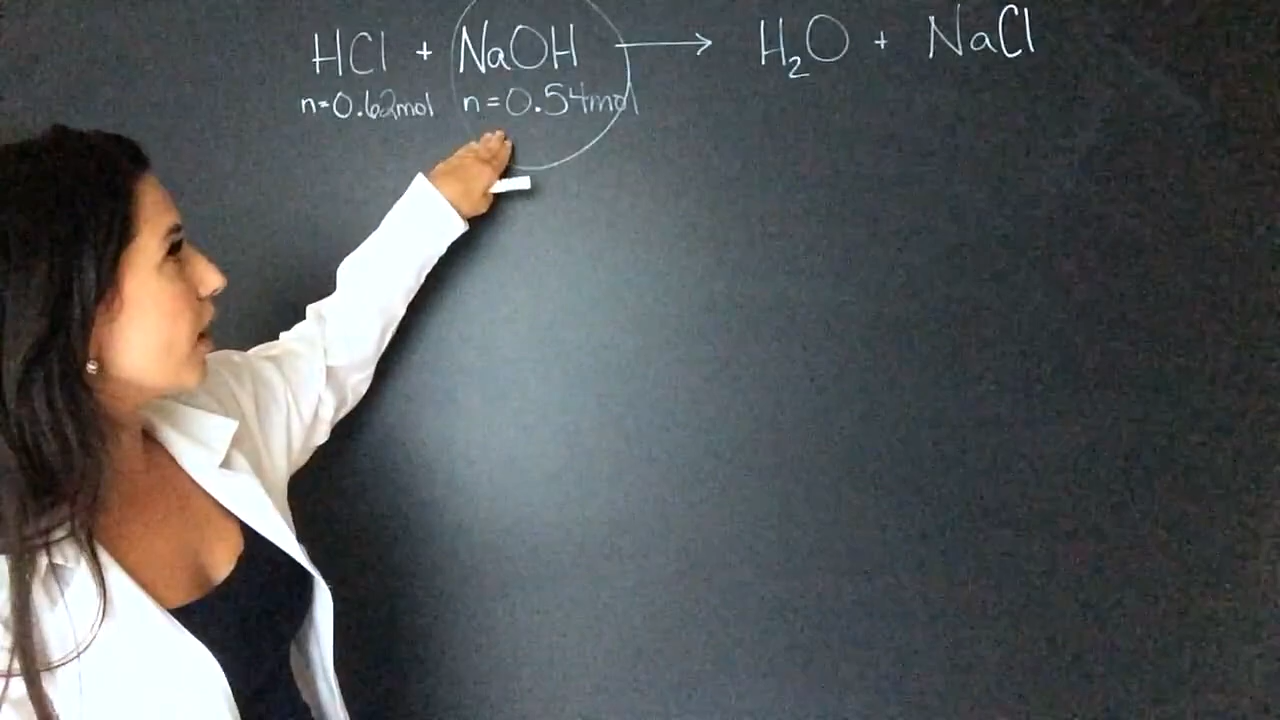 HCl + NaOH → H₂O + NaCl
n=0.62mol n=0.54mol